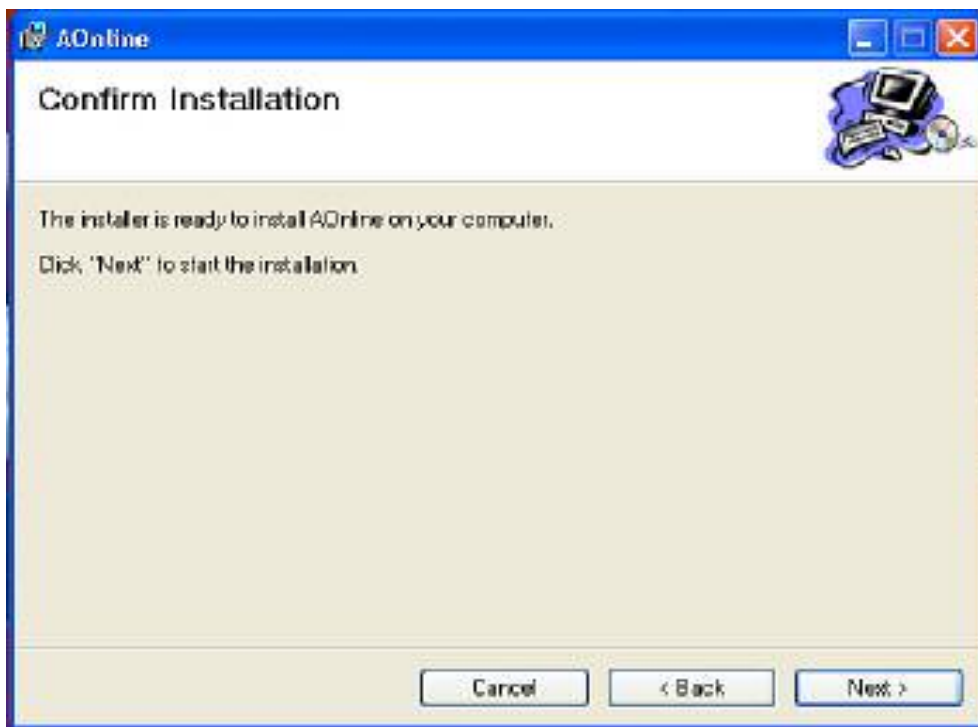 AOnline
Confirm Installation
The installer is ready to install AOnline on your computer.
Click "Next" to start the installation.
Cancel
< Back
Next >